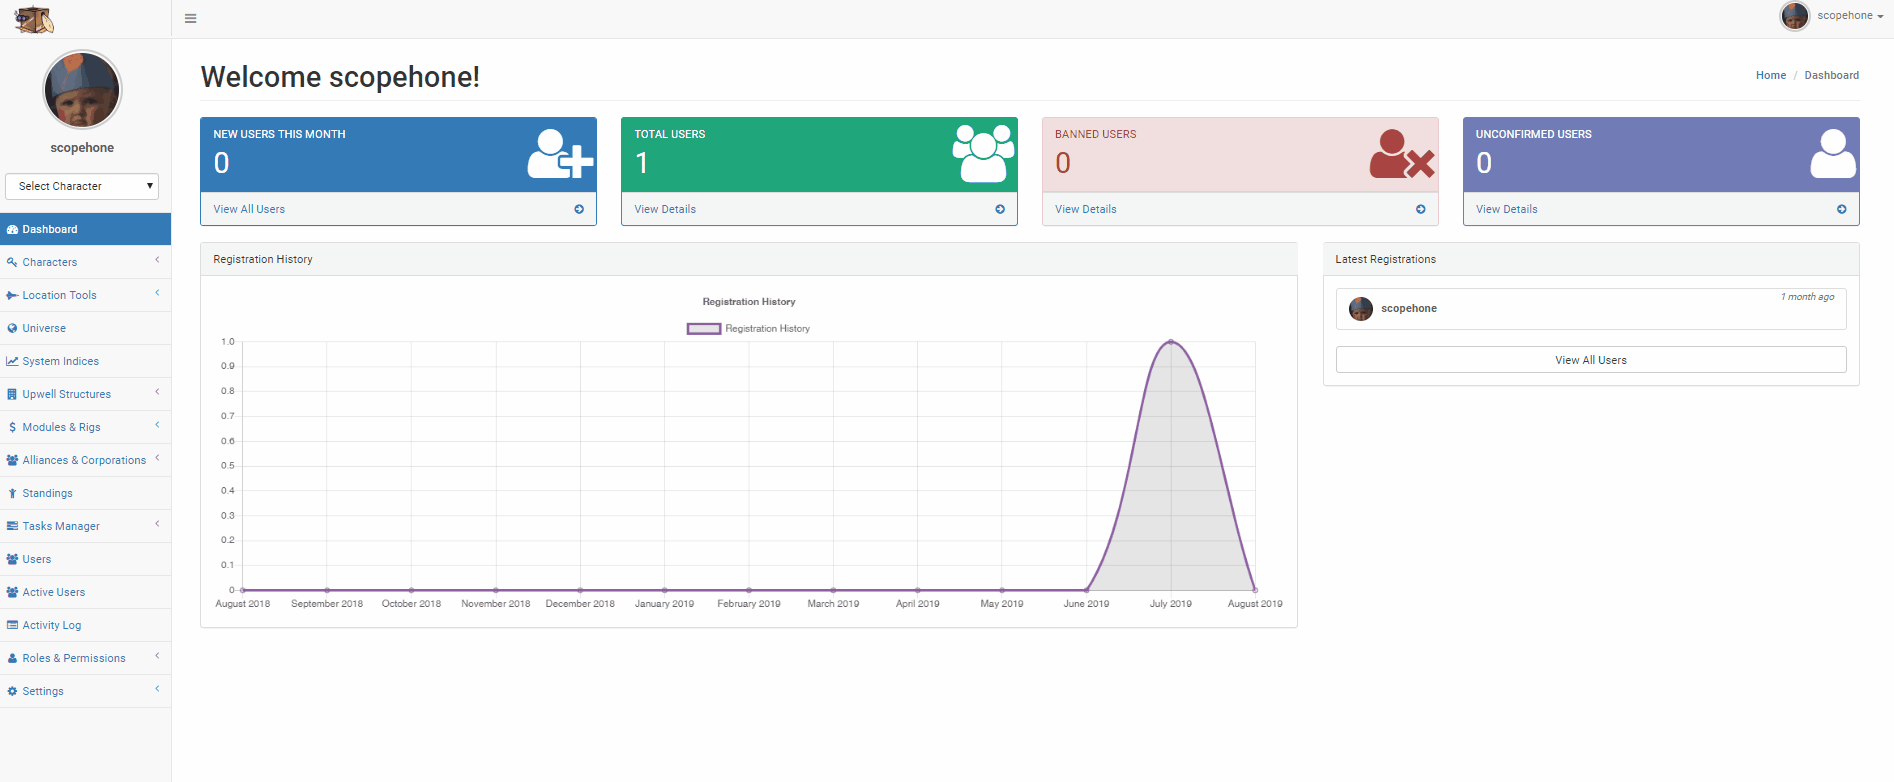 scopehone
scopehone
Select Character
Dashboard
Characters
Location Tools
Universe
System Indices
Upwell Structures
Modules & Rigs
Alliances & Corporations
Standings
Tasks Manager
Users
Active Users
Activity Log
Roles & Permissions
Settings
Welcome scopehone!
Home / Dashboard
NEW USERS THIS MONTH
0
View All Users
TOTAL USERS
1
View Details
BANNED USERS
0
View Details
UNCONFIRMED USERS
0
View Details
Registration History
Registration History
Registration History
1.0
0.9
0.8
0.7
0.6
0.5
0.4
0.3
0.2
0.1
0
August 2018 September 2018 October 2018 November 2018 December 2018 January 2019 February 2019 March 2019 April 2019 May 2019 June 2019 July 2019 August 2019
Latest Registrations
1 month ago
scopehone
View All Users